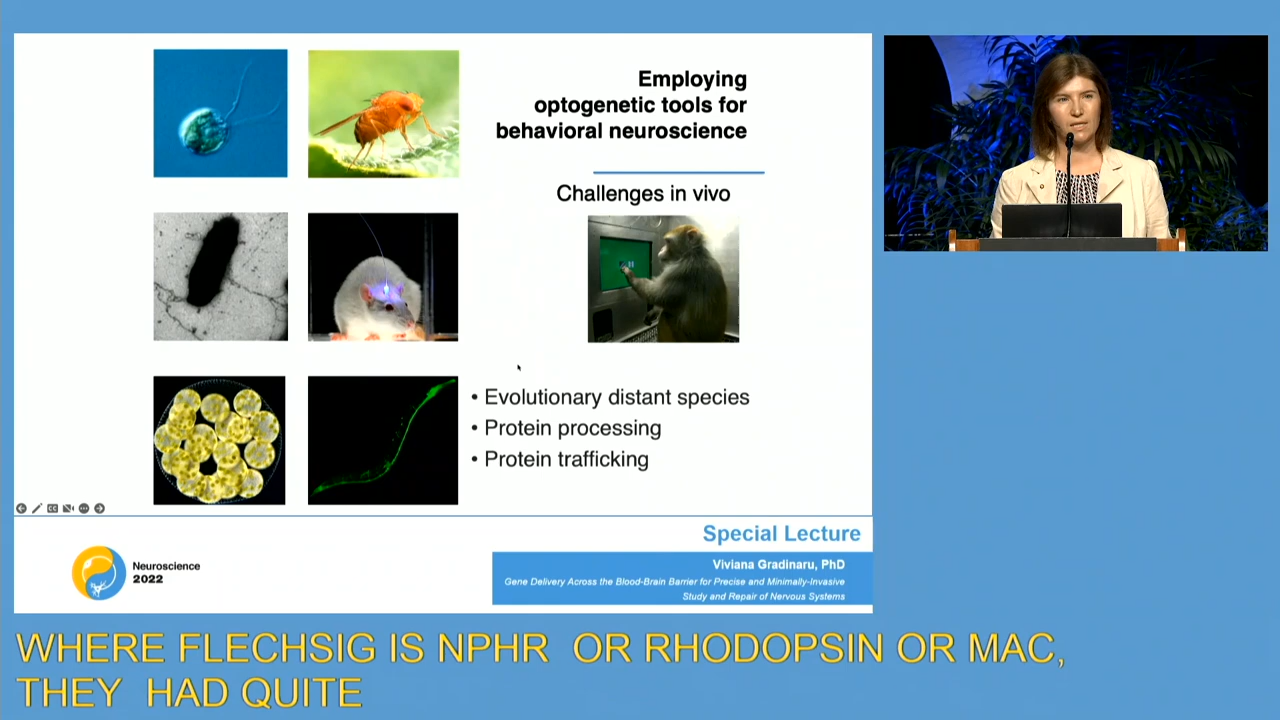 Employing
optogenetic tools for
behavioral neuroscience
Challenges in vivo
• Evolutionary distant species
• Protein processing
• Protein trafficking
Special Lecture
Neuroscience
2022
Viviana Gradinaru, PhD
Gene Delivery Across the Blood-Brain Barrier for Precise and Minimally-Invasive
Study and Repair of Nervous Systems
WHERE FLECHSIG IS NPHR OR RHODOPSIN OR MAC,
THEY HAD QUITE